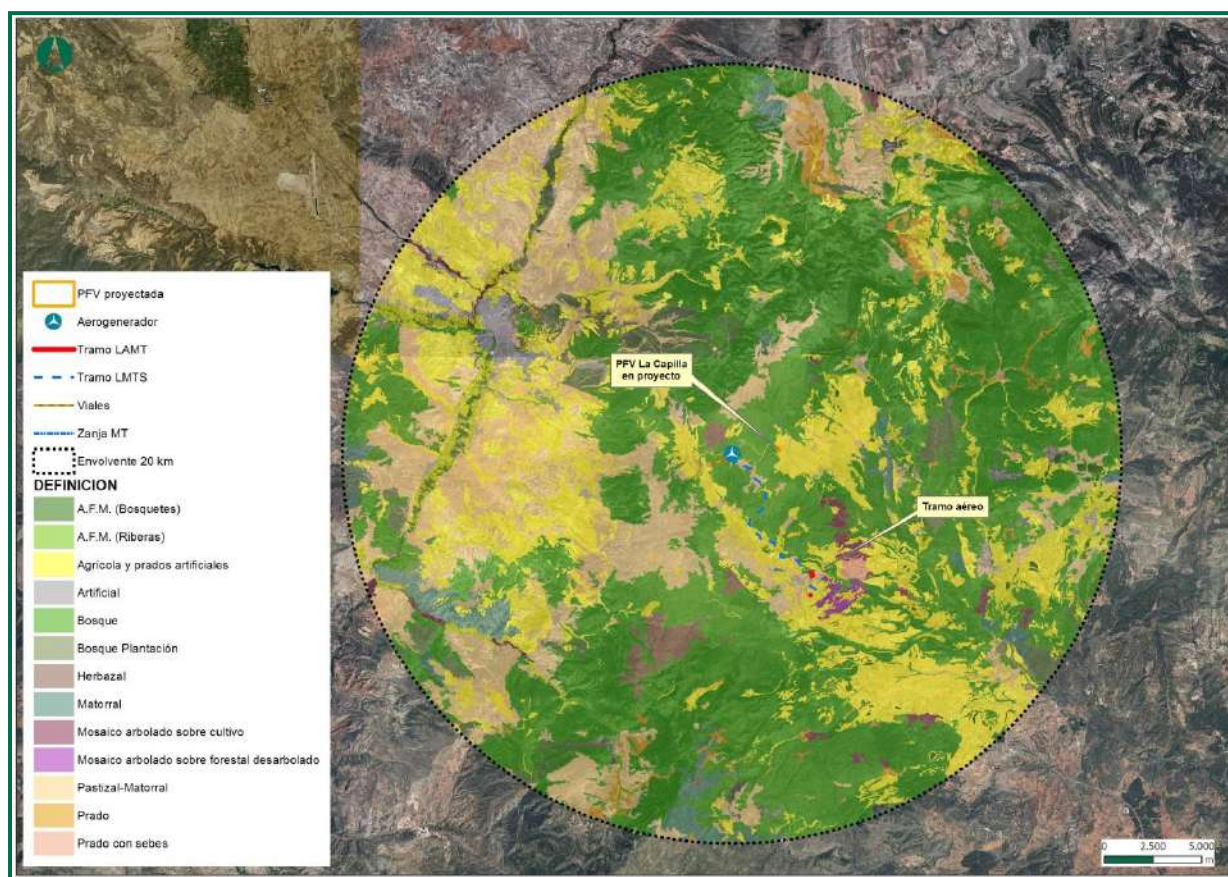 PFV La Capilla
en proyecto
Tramo aéreo
PFV proyectada
Aerogenerador
Tramo LAMT
Tramo LMTS
Viales
Zanja MT
Envolvente 20 km
DEFINICION
A.F.M. (Bosquetes)
A.F.M. (Riberas)
Agrícola y prados artificiales
Artificial
Bosque
Bosque Plantación
Herbazal
Matorral
Mosaico arbolado sobre cultivo
Mosaico arbolado sobre forestal desarbolado
Pastizal-Matorral
Prado
Prado con sebes
0 2.500 5.000
m